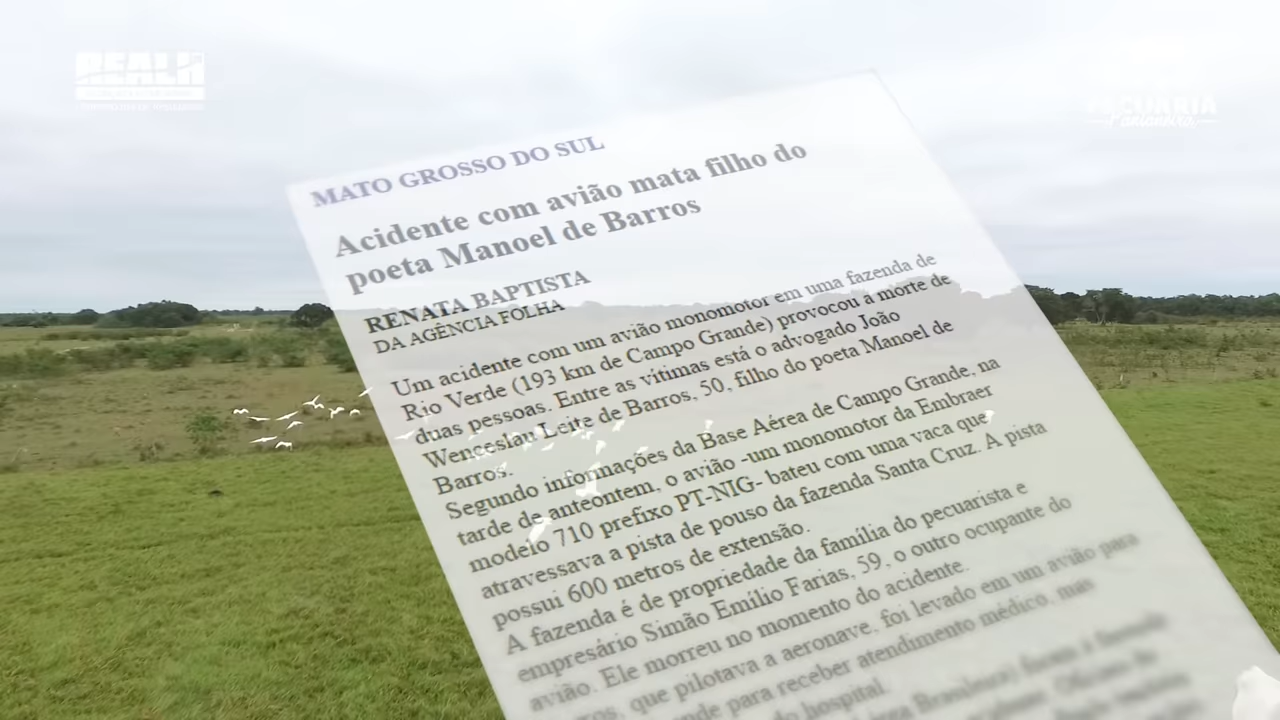 REALH
CUÁRIA
Pantaneira
MATO GROSSO DO SUL
Acidente com avião mata filho do
poeta Manoel de Barros
RENATA BAPTISTA
DA AGÊNCIA FOLHA
Um acidente com um avião monomotor em uma fazenda de
Rio Verde (193 km de Campo Grande) provocou a morte de
duas pessoas. Entre as vítimas está o advogado João
Wenceslau Leite de Barros, 50, filho do poeta Manoel de
Barros.
Segundo informações da Base Aérea de Campo Grande, na
tarde de anteontem, o avião -um monomotor da Embraer
modelo 710 prefixo PT-NIG- bateu com uma vaca que
atravessava a pista de pouso da fazenda Santa Cruz. A pista
possui 600 metros de extensão.
A fazenda é de propriedade da família do pecuarista e
empresário Simão Emílio Farias, 59, o outro ocupante do
avião. Ele morreu no momento do acidente.
que pilotava a aeronave, foi levado em um avião para
para receber atendimento médico, mas
do hospital.